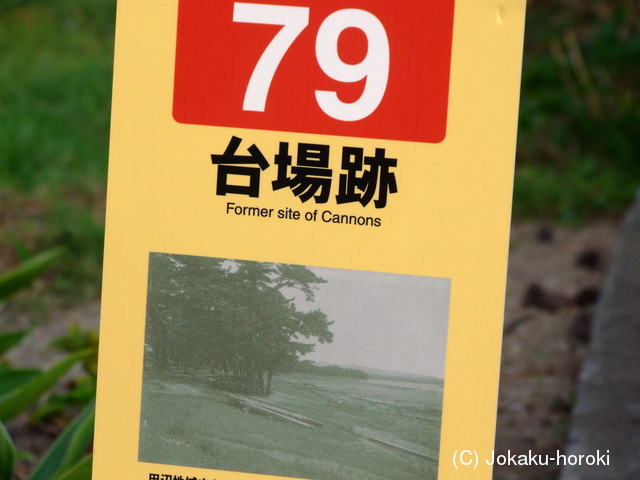 79
台場跡
Former site of Cannons
(C) Jokaku-horoki